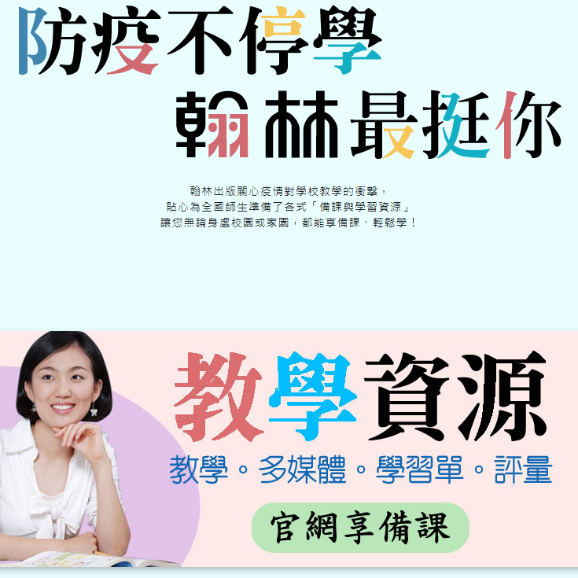 防疫不停學
翰林最挺你
翰林出版關心疫情對學校教學的衝擊，
貼心為全國師生準備了各式「備課與學習資源」
讓您無論身處校園或家園，都能享備課、輕鬆學！
教學資源
教學。多媒體。學習單。評量
官網享備課